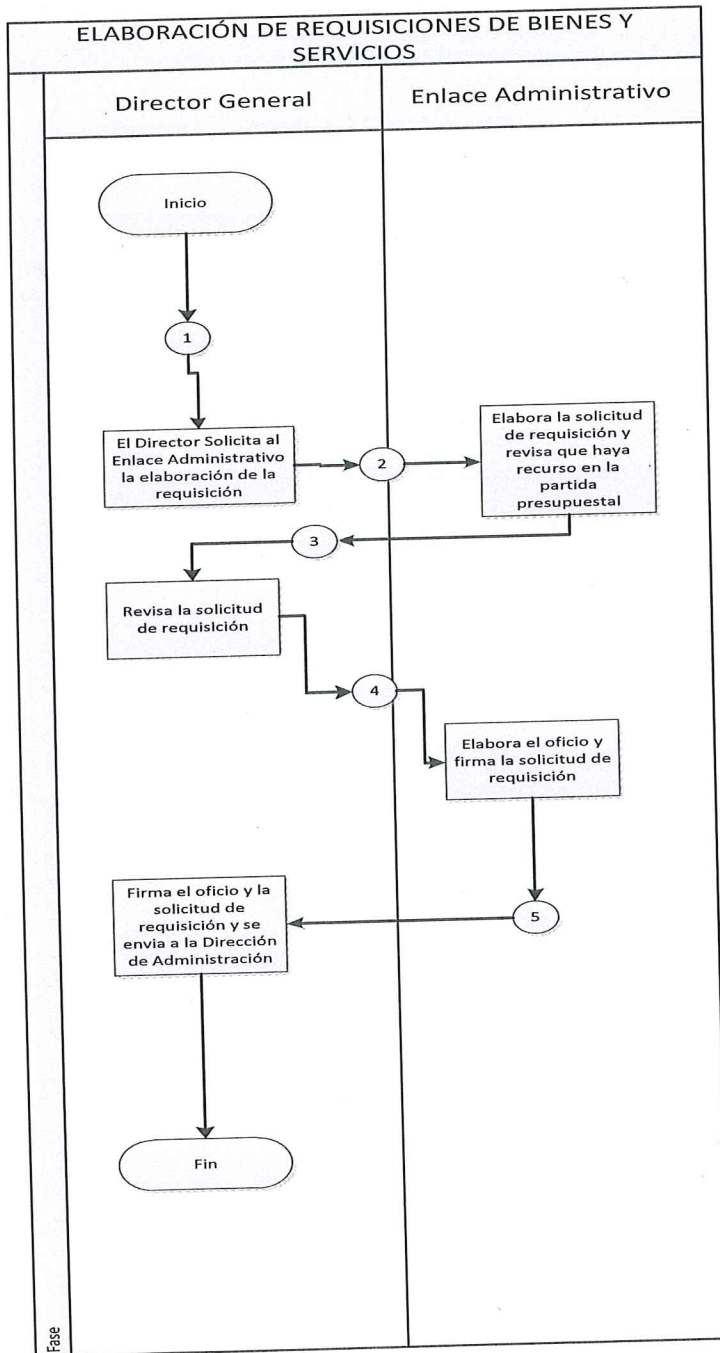 ELABORACIÓN DE REQUISICIONES DE BIENES Y
SERVICIOS
Director General
Enlace Administrativo
Inicio
1
El Director Solicita al
Enlace Administrativo
la elaboración de la
requisición
2
Elabora la solicitud
de requisición y
revisa que haya
recurso en la
partida
presupuestal
3
Revisa la solicitud
de requisición
4
Elabora el oficio y
firma la solicitud de
requisición
5
Firma el oficio y la
solicitud de
requisición y se
envia a la Dirección
de Administración
Fin
Fase